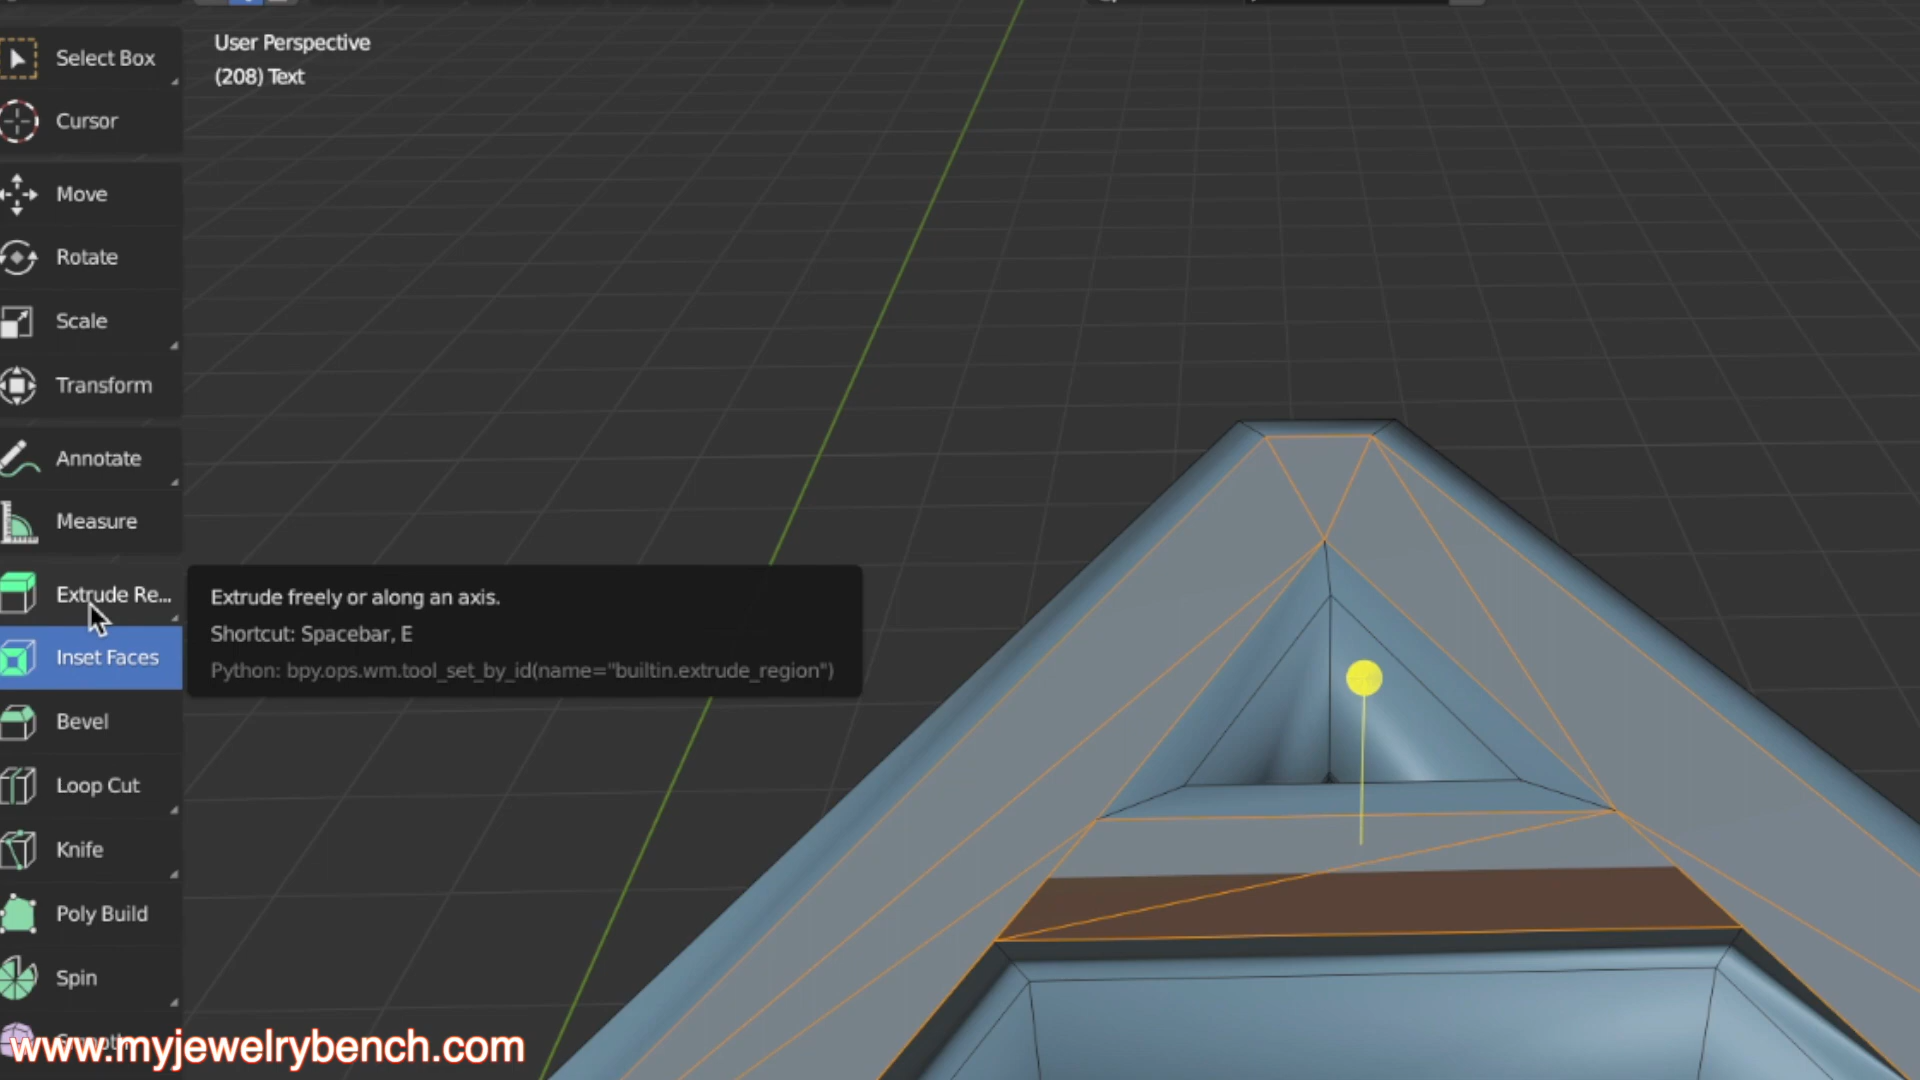 User Perspective
(208) Text
Select Box
Cursor
Move
Rotate
Scale
Transform
Annotate
Measure
Extrude Re...
Inset Faces
Bevel
Loop Cut
Knife
Poly Build
Spin
Extrude freely or along an axis.
Shortcut: Spacebar, E
Python: bpy.ops.wm.tool_set_by_id(name="builtin.extrude_region")
www.myjewelrybench.com